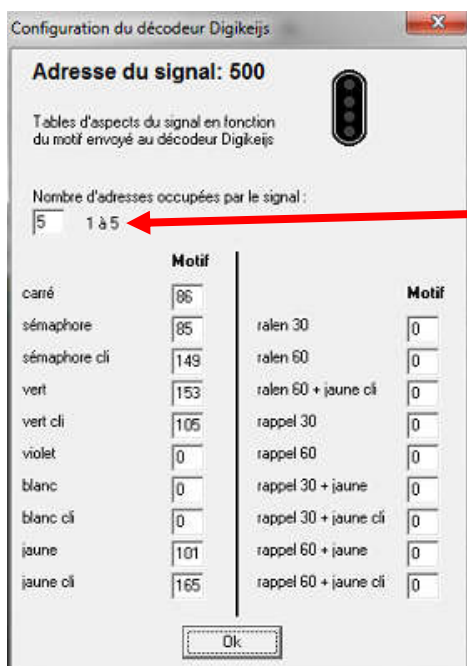 Configuration du décodeur Digikeijs
Adresse du signal: 500
Tables d'aspects du signal en fonction
du motif envoyé au décodeur Digikeijs
Nombre d'adresses occupées par le signal :
5 1 à 5
Motif
carré 86
sémaphore 85
sémaphore cli 149
vert 153
vert cli 105
violet 0
blanc 0
blanc cli 0
jaune 101
jaune cli 165
Motif
ralen 30 0
ralen 60 0
ralen 60 + jaune cli 0
rappel 30 0
rappel 60 0
rappel 30 + jaune 0
rappel 30 + jaune cli 0
rappel 60 + jaune 0
rappel 60 + jaune cli 0
Ok